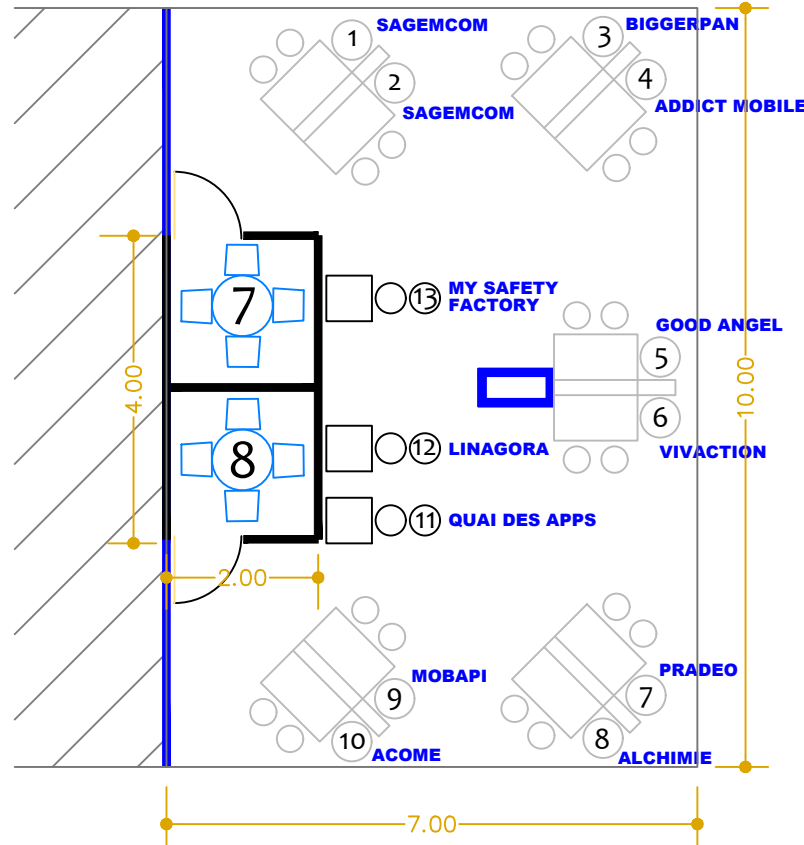 1
SAGEMCOM
2
SAGEMCOM
3
BIGGERPAN
4
ADDICT MOBILE
7
13
MY SAFETY
FACTORY
GOOD ANGEL
5
6
VIVACTION
4.00
10.00
8
12
LINAGORA
11
QUAI DES APPS
2.00
MOBAPI
9
10
ACOME
PRADEO
7
8
ALCHIMIE
7.00